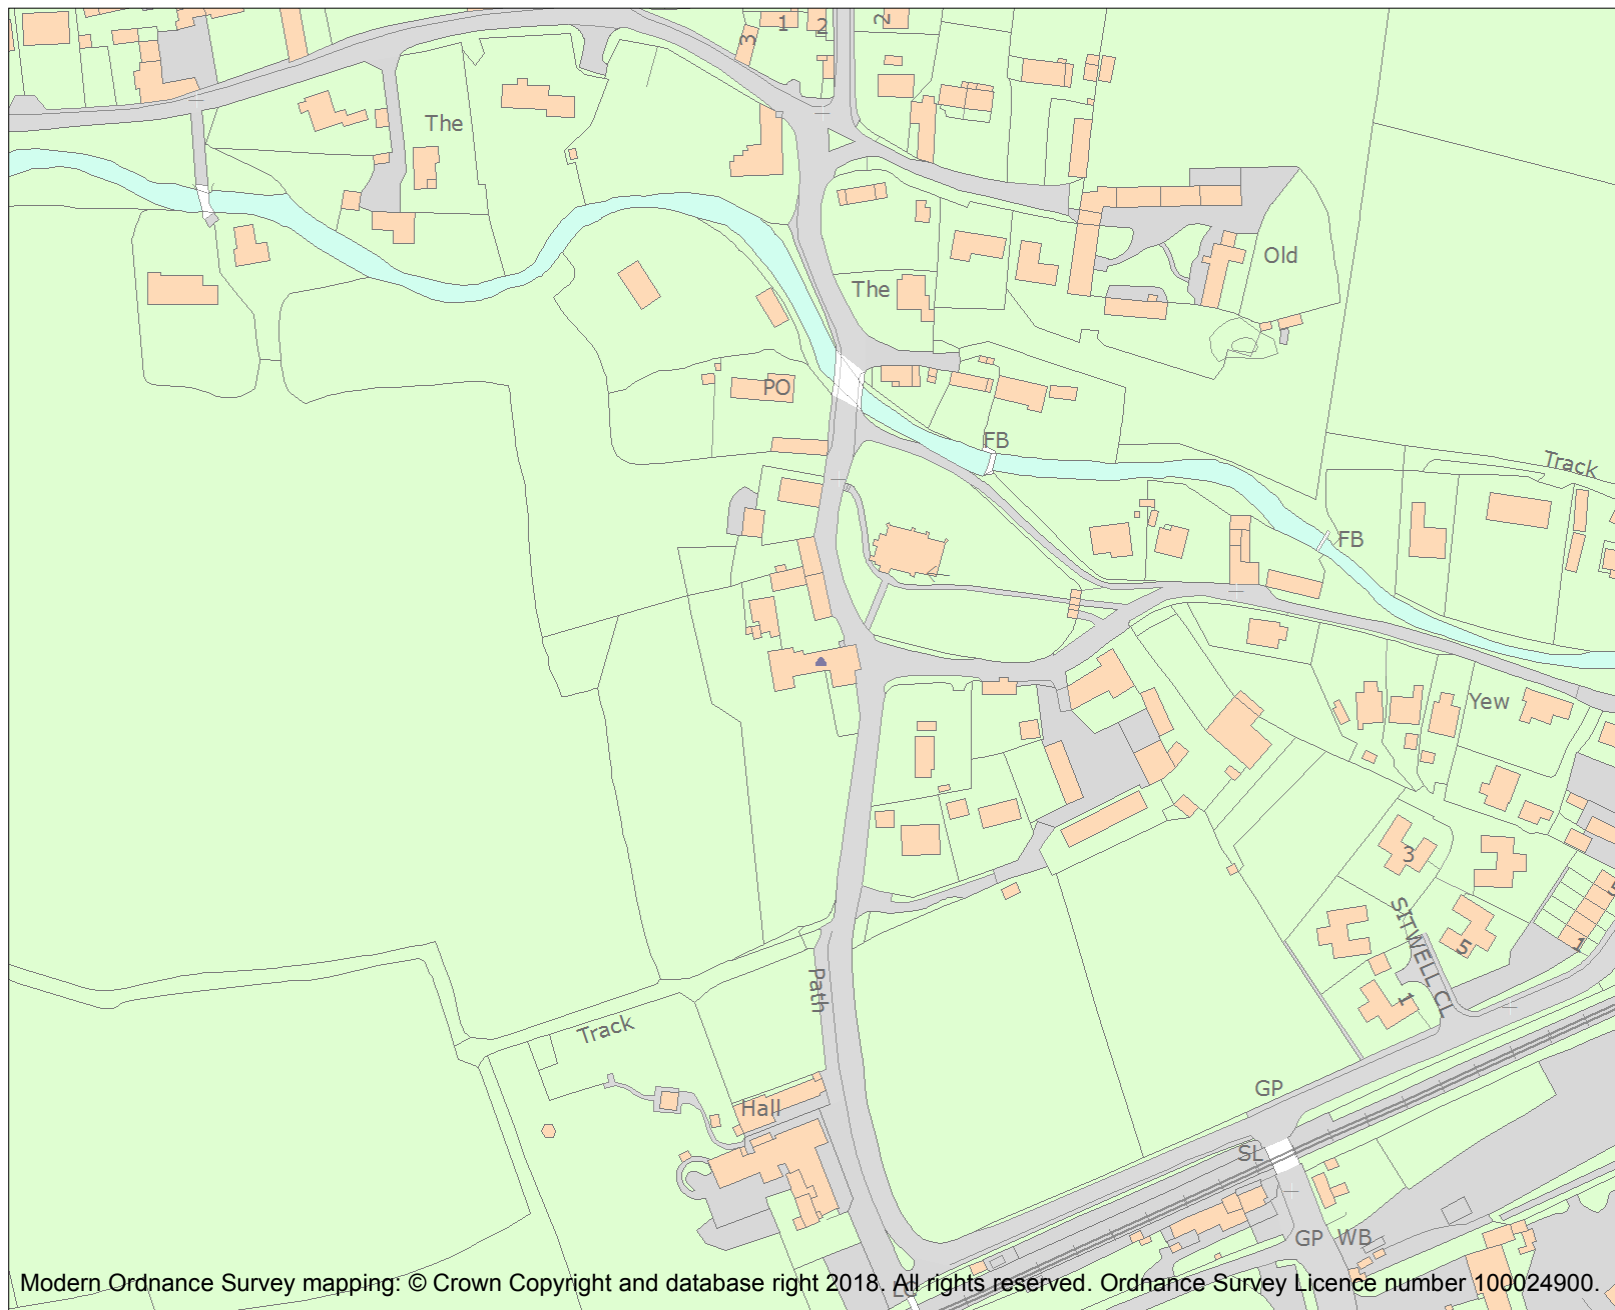 1
2
2
3
The
Old
The
PO
FB
Track
FB
Yew
3
SITWELL CL
5
5
1
1
Path
Track
Hall
GP
SL
GP
WB
Modern Ordnance Survey mapping: © Crown Copyright and database right 2018. All rights reserved. Ordnance Survey Licence number 100024900.